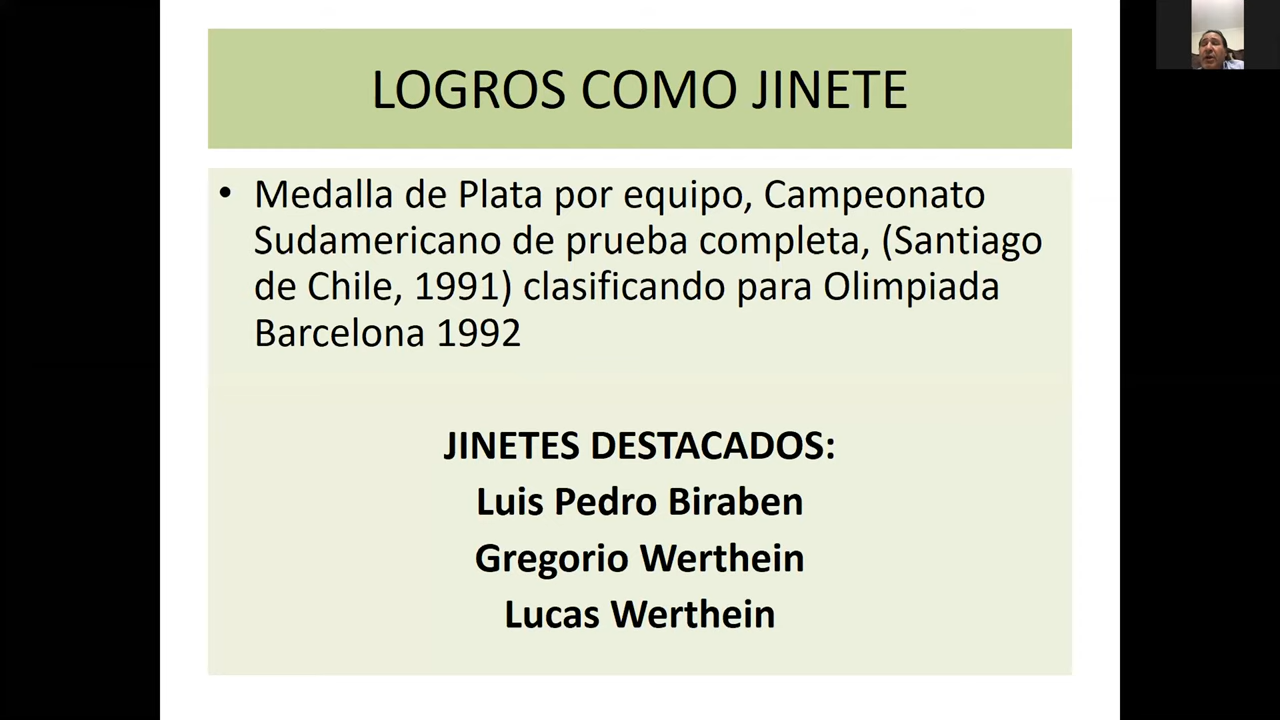 LOGROS COMO JINETE
• Medalla de Plata por equipo, Campeonato
Sudamericano de prueba completa, (Santiago
de Chile, 1991) clasificando para Olimpiada
Barcelona 1992
JINETES DESTACADOS:
Luis Pedro Biraben
Gregorio Werthein
Lucas Werthein